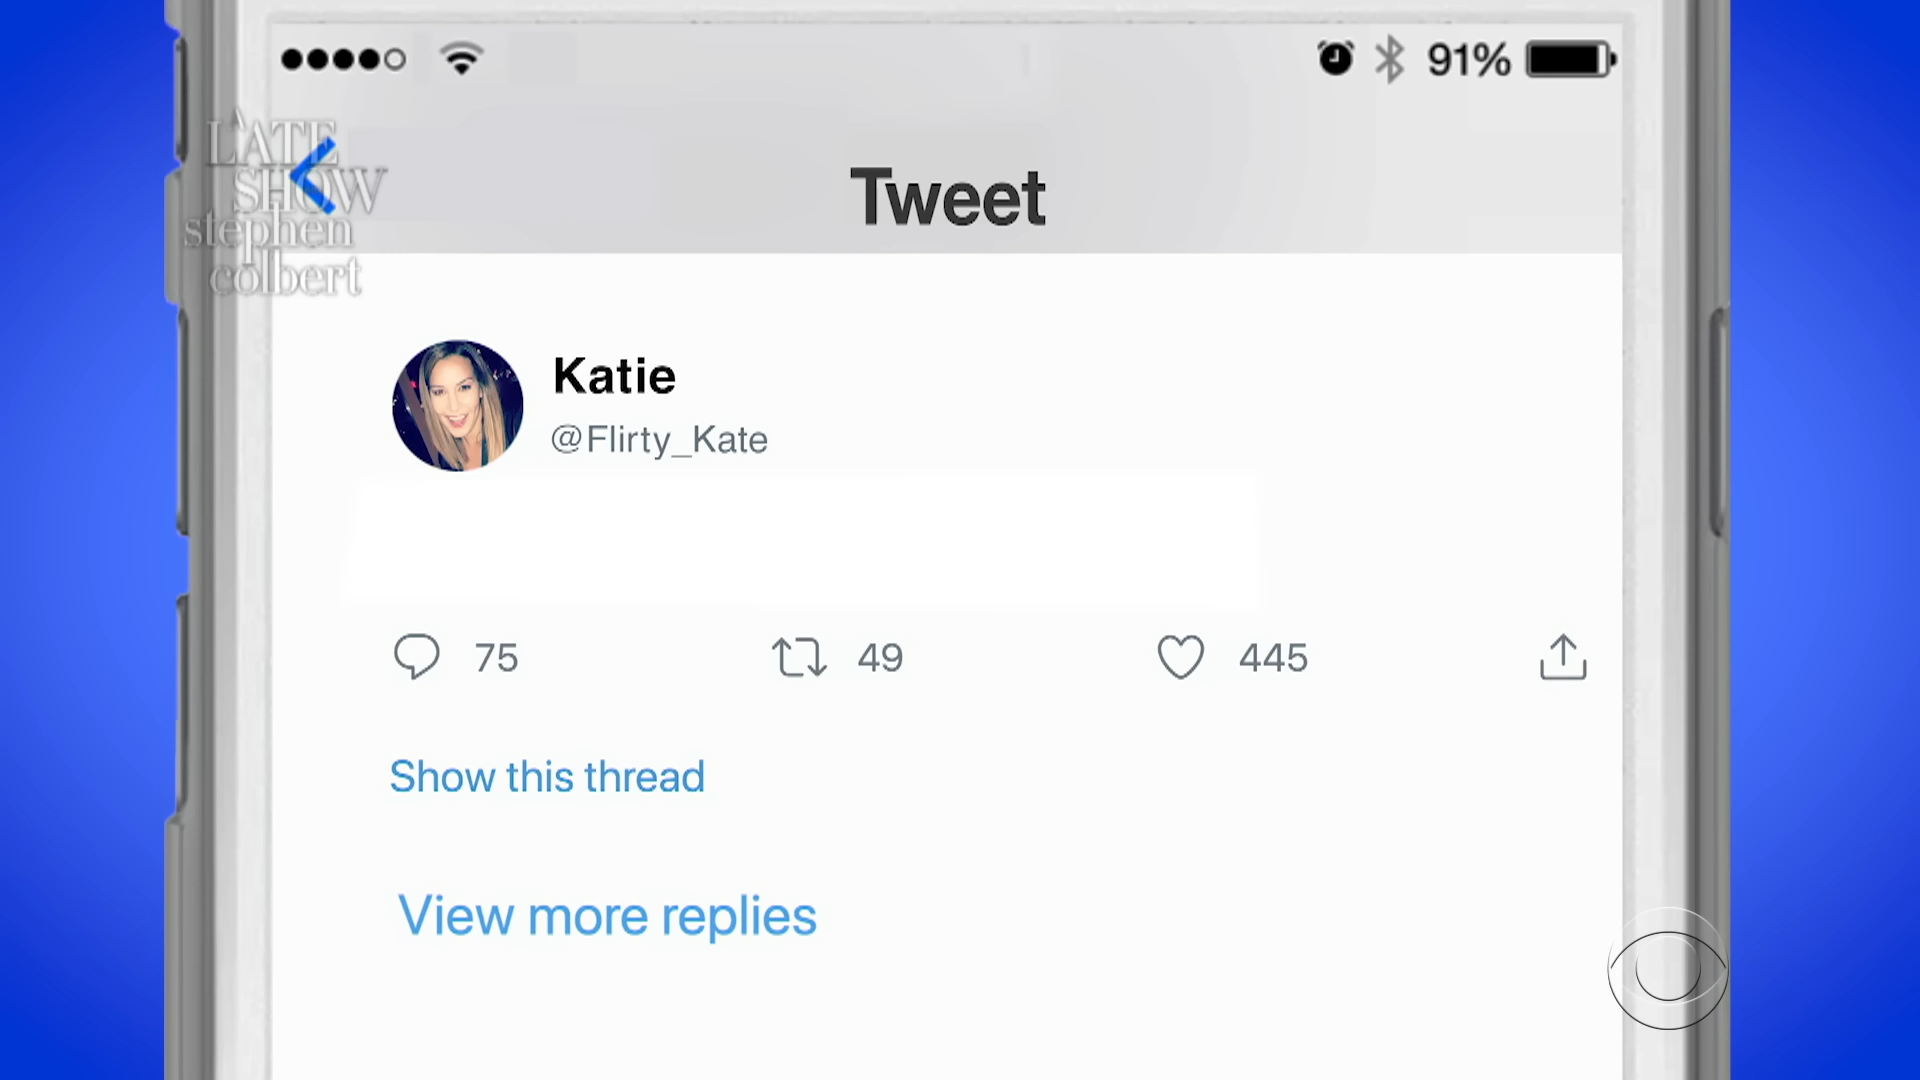 91%
A
LATE
SHOW
stephen
colbert
Tweet
Katie
@Flirty_Kate
75
49
445
Show this thread
View more replies